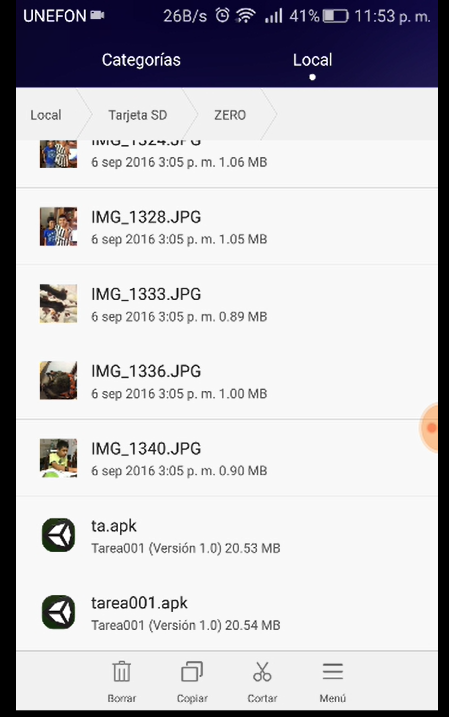 UNEFON 26B/s 41% 11:53 p. m.
Categorías Local
Local Tarjeta SD ZERO
IMG_1324.JPG
6 sep 2016 3:05 p. m. 1.06 MB
IMG_1328.JPG
6 sep 2016 3:05 p. m. 1.05 MB
IMG_1333.JPG
6 sep 2016 3:05 p. m. 0.89 MB
IMG_1336.JPG
6 sep 2016 3:05 p. m. 1.00 MB
IMG_1340.JPG
6 sep 2016 3:05 p. m. 0.90 MB
ta.apk
Tarea001 (Versión 1.0) 20.53 MB
tarea001.apk
Tarea001 (Versión 1.0) 20.54 MB
Borrar Copiar Cortar Menú